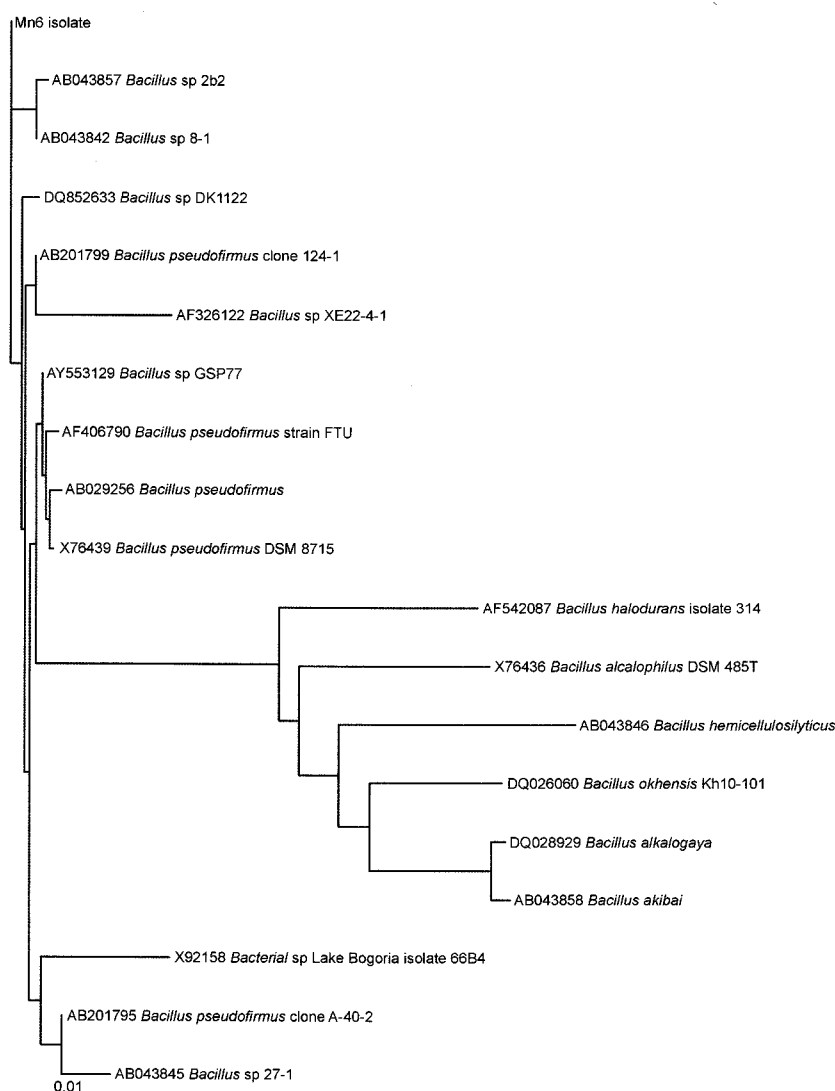 Mn6 isolate
AB043857 Bacillus sp 2b2
AB043842 Bacillus sp 8-1
DQ852633 Bacillus sp DK1122
AB201799 Bacillus pseudofirmus clone 124-1
AF326122 Bacillus sp XE22-4-1
AY553129 Bacillus sp GSP77
AF406790 Bacillus pseudofirmus strain FTU
AB029256 Bacillus pseudofirmus
X76439 Bacillus pseudofirmus DSM 8715
AF542087 Bacillus halodurans isolate 314
X76436 Bacillus alcalophilus DSM 485T
AB043846 Bacillus hemicellulosilyticus
DQ026060 Bacillus okhensis Kh10-101
DQ028929 Bacillus alkalogaya
AB043858 Bacillus akibai
X92158 Bacterial sp Lake Bogoria isolate 66B4
AB201795 Bacillus pseudofirmus clone A-40-2
AB043845 Bacillus sp 27-1
0.01